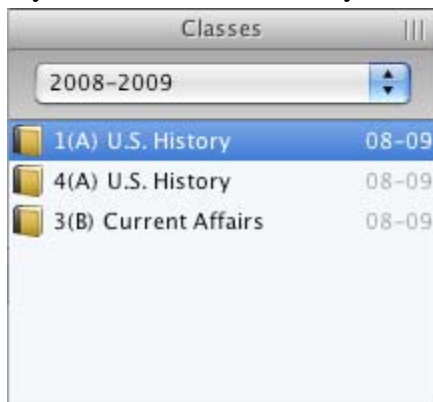 Classes
2008-2009
1(A) U.S. History 08-09
4(A) U.S. History 08-09
3(B) Current Affairs 08-09